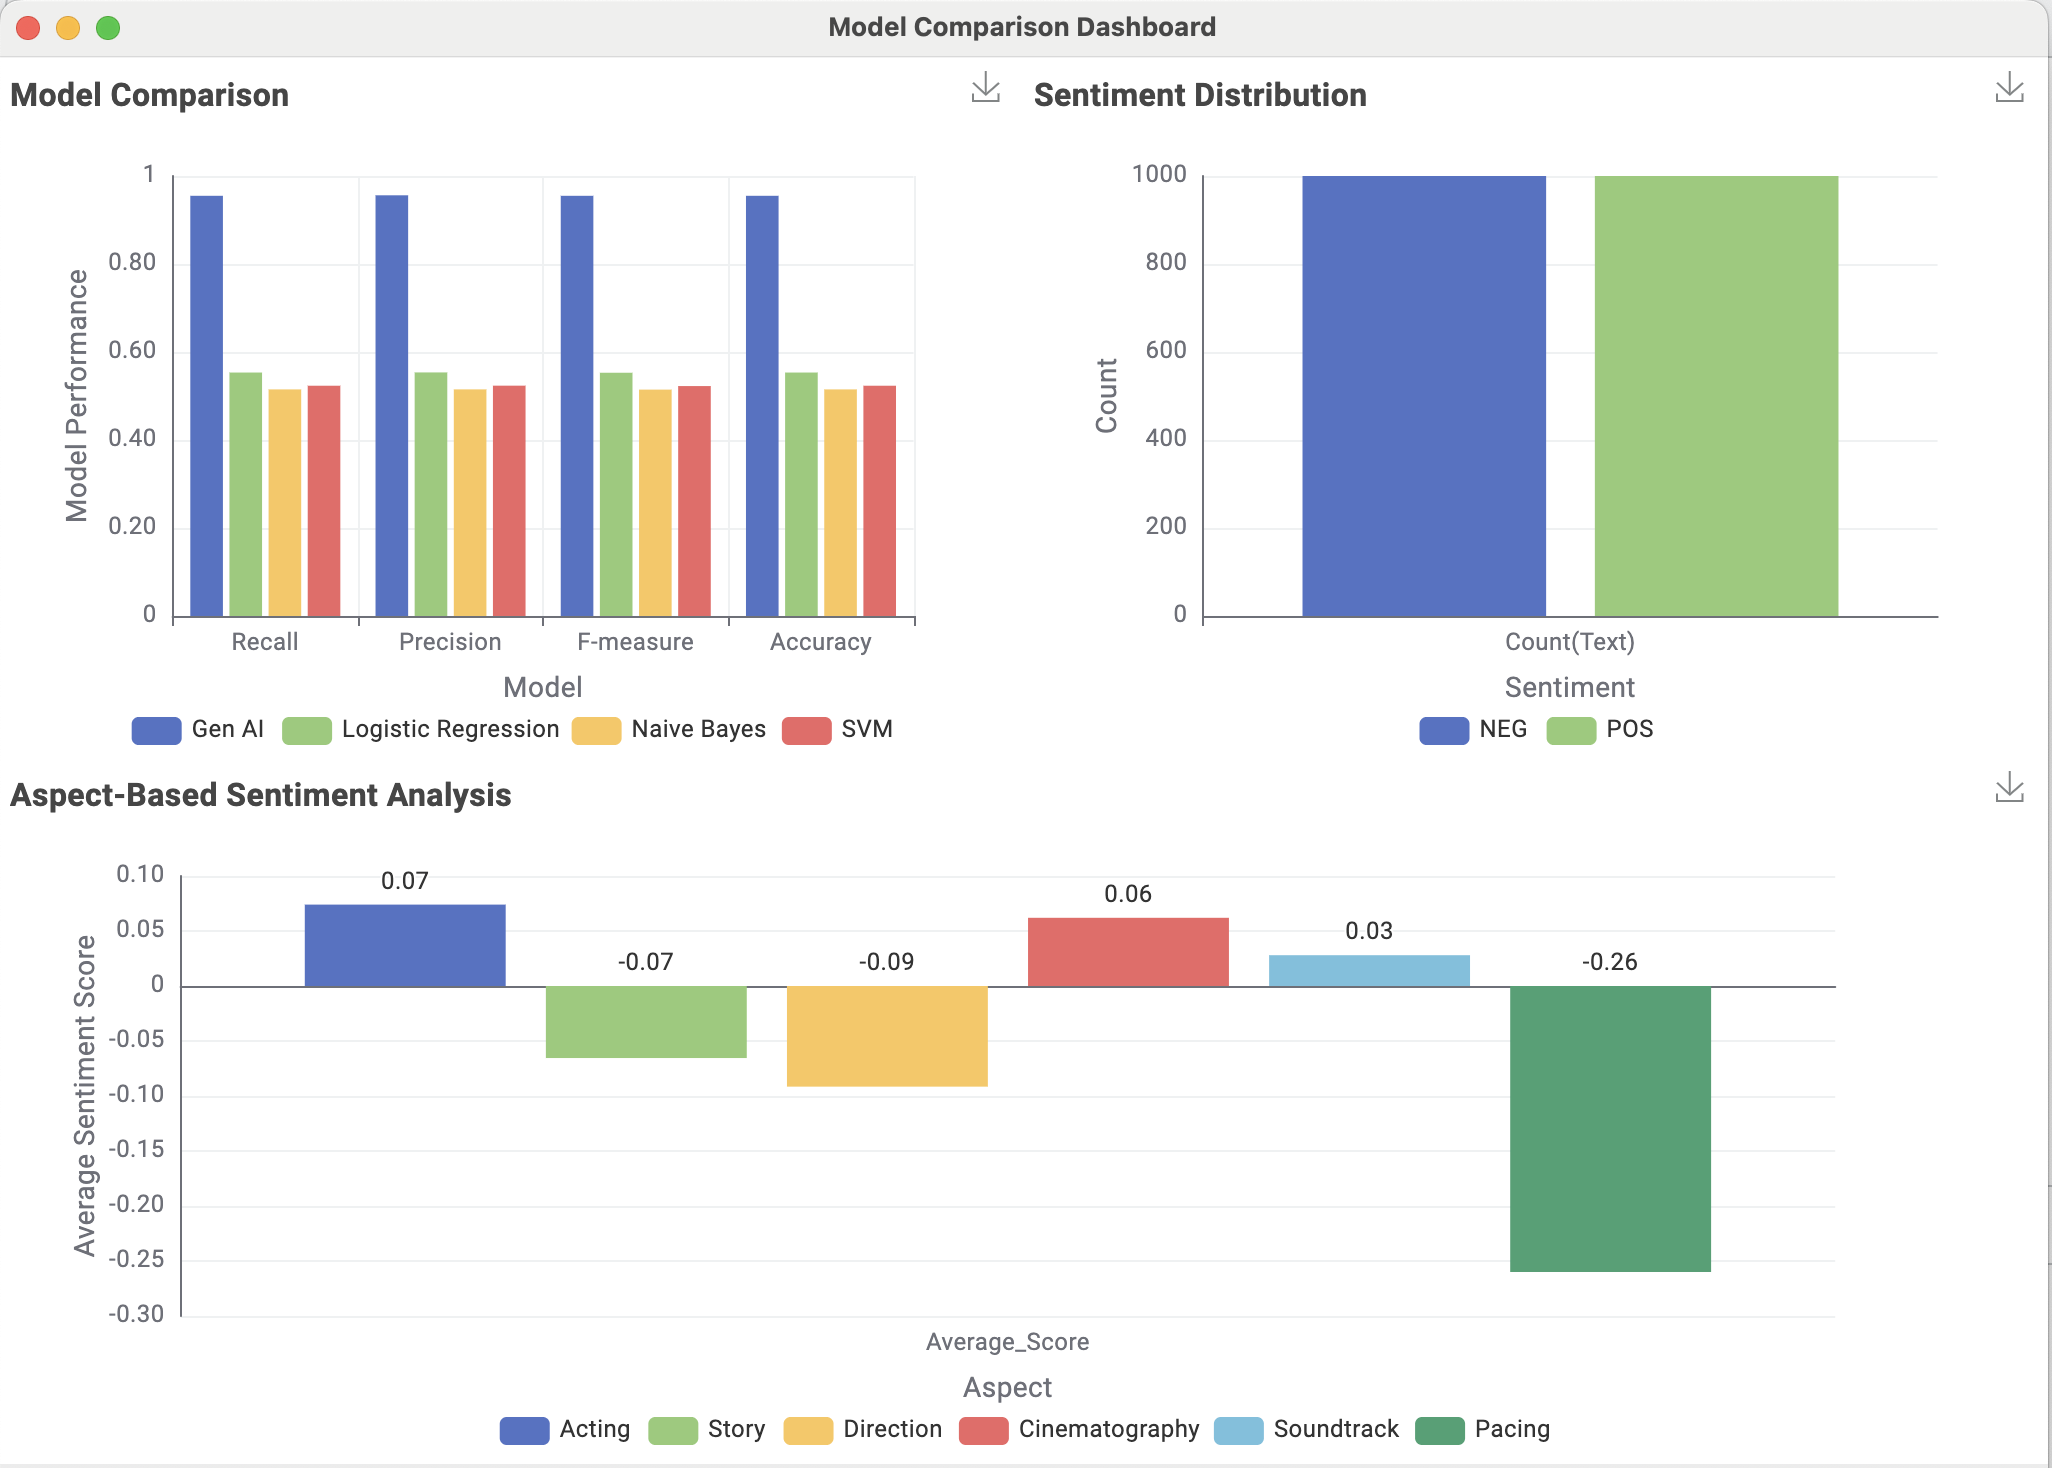 Model Comparison Dashboard
Model Comparison
Model Performance
1
0.80
0.60
0.40
0.20
0
Recall Precision F-measure Accuracy
Model
Gen AI Logistic Regression Naive Bayes SVM
Sentiment Distribution
Count
1000
800
600
400
200
0
Count(Text)
Sentiment
NEG POS
Aspect-Based Sentiment Analysis
Average Sentiment Score
0.10
0.05
0
-0.05
-0.10
-0.15
-0.20
-0.25
-0.30
0.07 -0.07 -0.09 0.06 0.03 -0.26
Average_Score
Aspect
Acting Story Direction Cinematography Soundtrack Pacing